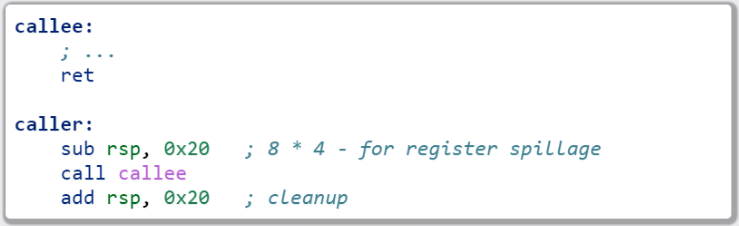 callee:
; ...
ret
caller:
sub rsp, 0x20 ; 8 * 4 - for register spillage
call callee
add rsp, 0x20 ; cleanup